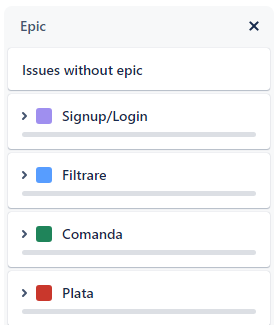 Epic
Issues without epic
Signup/Login
Filtrare
Comanda
Plata